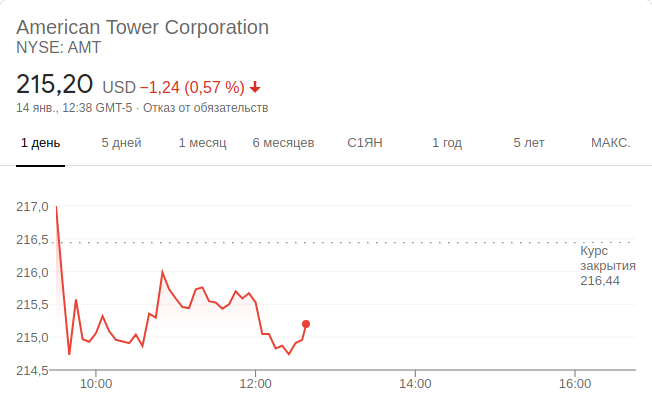 American Tower Corporation
NYSE: AMT
215,20 USD −1,24 (0,57 %)
14 янв., 12:38 GMT-5 · Отказ от обязательств
1 день 5 дней 1 месяц 6 месяцев С1ЯН 1 год 5 лет МАКС.
217,0
216,5
Курс
закрытия
216,44
216,0
215,5
215,0
214,5
10:00 12:00 14:00 16:00